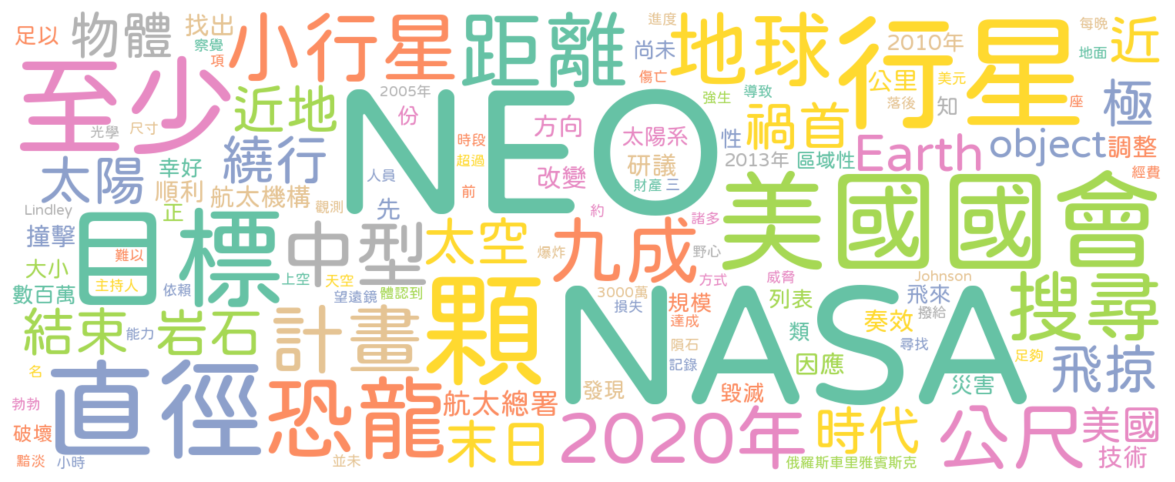 足以
物體
找出
察覺
項
小行星
距離
進度
尚未
傷亡
地球
行星
2010年
每晚
地面
近
至少
近地
2005年
份
NEO
時段
超過
前
方向
改變
太陽系
研議
財產
三
強生
導致
性
禍首
2013年
公里
美元
落後
知
座
極
光學
尺寸
太陽
繞行
幸好
順利
航太機構
人員
先
Earth
區域性
object
調整
經費
Lindley
正
觀測
約
諸多
美國國會
撞擊
難以
目標
中型
太空
爆炸
九成
野心
方式
大小
數百萬
主持人
依賴
上空
天空
望遠鏡
體認到
顆
3000萬
損失
規模
達成
威脅
列表
類
飛來
Johnson
撥給
奏效
尋找
搜尋
足夠
結束
岩石
能力
計畫
NASA
隕石
記錄
因應
災害
飛掠
名
直徑
恐龍
航太總署
發現
毀滅
勃勃
破壞
黯淡
小時
並未
末日
2020年
時代
俄羅斯車里雅賓斯克
公尺
美國
技術